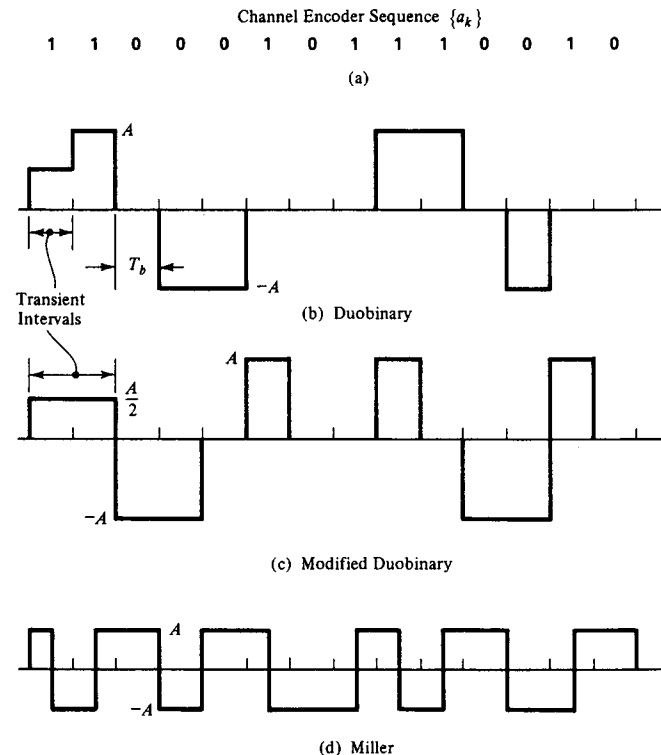 Channel Encoder Sequence {a_k}
1 1 0 0 0 1 0 1 1 1 0 0 1 0
(a)
A
T_b
-A
Transient
Intervals
(b) Duobinary
A
A/2
-A
(c) Modified Duobinary
A
-A
(d) Miller